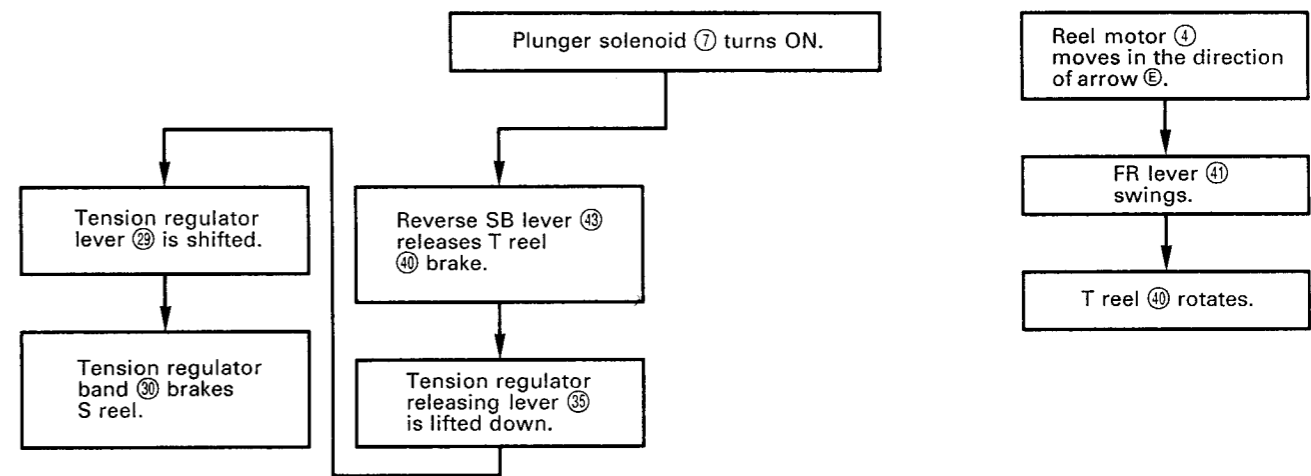 Plunger solenoid ⑦ turns ON.
Reverse SB lever ㊸
releases T reel
㊵ brake.
Tension regulator
releasing lever ㉟
is lifted down.
Tension regulator
lever ㉙ is shifted.
Tension regulator
band ㉚ brakes
S reel.
Reel motor ④
moves in the direction
of arrow Ⓔ.
FR lever ㊶
swings.
T reel ㊵ rotates.